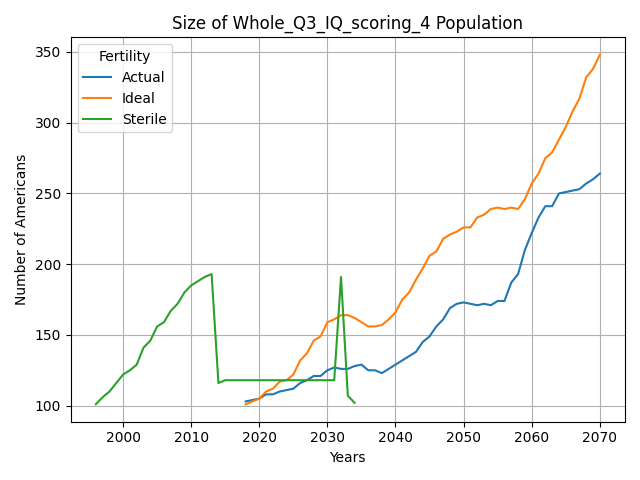 Size of Whole_Q3_IQ_scoring_4 Population
Number of Americans
350
300
250
200
150
100
Fertility
Actual
Ideal
Sterile
2000 2010 2020 2030 2040 2050 2060 2070
Years